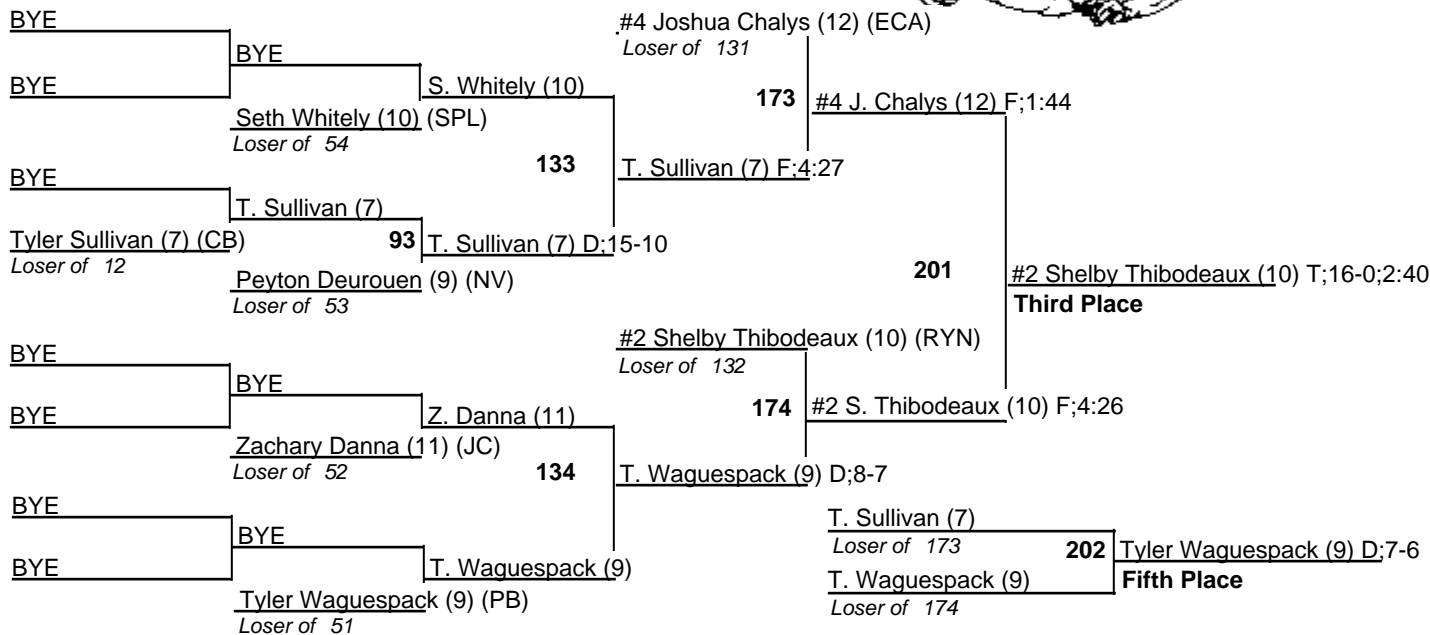 BYE
#4 Joshua Chalys (12) (ECA)
Loser of 131
BYE
S. Whitely (10)
BYE
173 #4 J. Chalys (12) F;1:44
Seth Whitely (10) (SPL)
Loser of 54
133 T. Sullivan (7) F;4:27
BYE
T. Sullivan (7)
Tyler Sullivan (7) (CB)
Loser of 12
93 T. Sullivan (7) D;15-10
Peyton Deurouen (9) (NV)
Loser of 53
201 #2 Shelby Thibodeaux (10) T;16-0;2:40
Third Place
#2 Shelby Thibodeaux (10) (RYN)
Loser of 132
BYE
BYE
Z. Danna (11)
174 #2 S. Thibodeaux (10) F;4:26
BYE
Zachary Danna (11) (JC)
Loser of 52
134 T. Waguespack (9) D;8-7
BYE
BYE
T. Waguespack (9)
BYE
Tyler Waguespack (9) (PB)
Loser of 51
T. Sullivan (7)
Loser of 173
202 Tyler Waguespack (9) D;7-6
Fifth Place
T. Waguespack (9)
Loser of 174